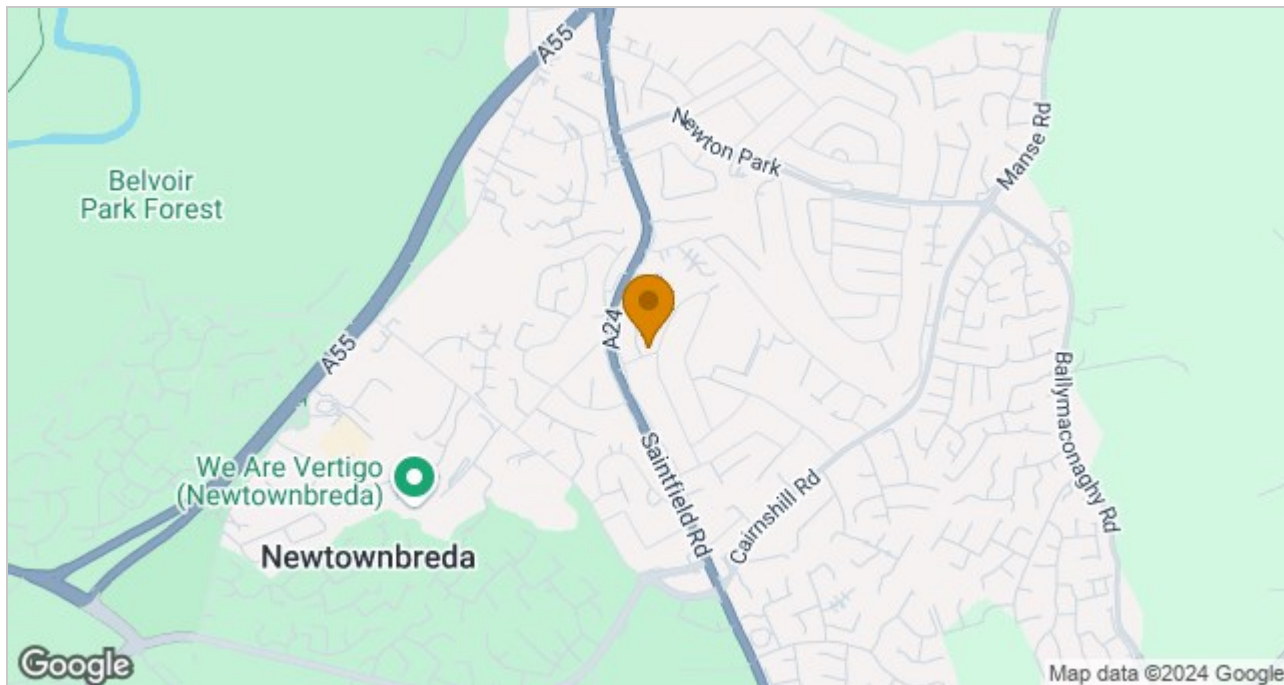 A55
Newton Park
Manse Rd
Belvoir
Park Forest
A24
A55
Ballymaconaghy Rd
Saintfield Rd
We Are Vertigo
(Newtownbreda)
Cairnshill Rd
Newtownbreda
Google
Map data ©2024 Google